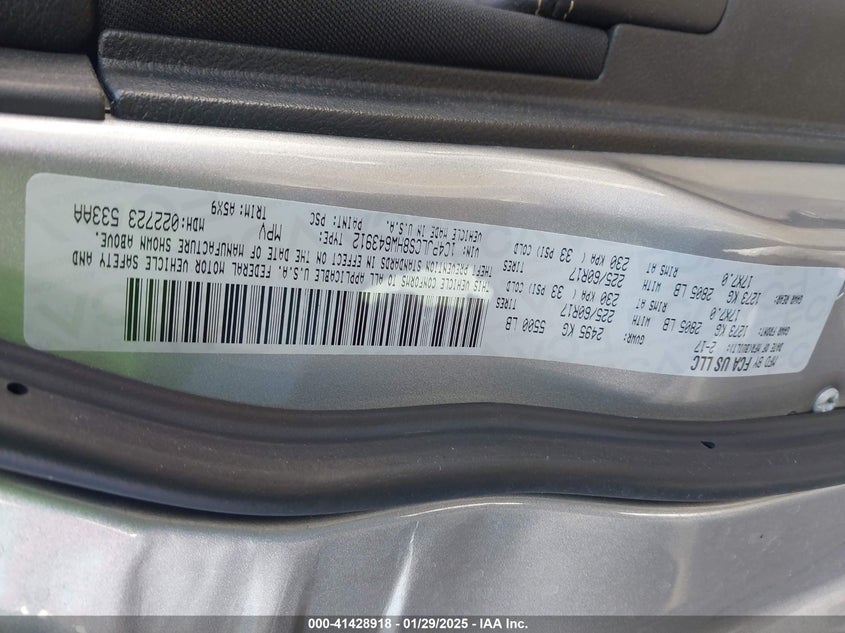 MFD BY FCA US LLC
DATE OF MFR(BUILT): 2-17 GVWR: 2495 KG 5500 LB
GAWR FRONT: WITH TIRES
1273 KG 2805 LB 225/60R17
17X7.0 RIMS AT 230 KPA ( 33 PSI) COLD
GAWR REAR: WITH TIRES
1273 KG 2805 LB 225/60R17
17X7.0 RIMS AT 230 KPA ( 33 PSI) COLD
THIS VEHICLE CONFORMS TO ALL APPLICABLE U.S.A. FEDERAL MOTOR VEHICLE SAFETY AND
THEFT PREVENTION STANDARDS IN EFFECT ON THE DATE OF MANUFACTURE SHOWN ABOVE.
VIN: 1C4PJLCS8HW643912 TYPE: MPV MDH:022723 533AA
VEHICLE MADE IN U.S.A. PAINT: PSC TRIM: A5X9
000-41428918 - 01/29/2025 - IAA Inc.